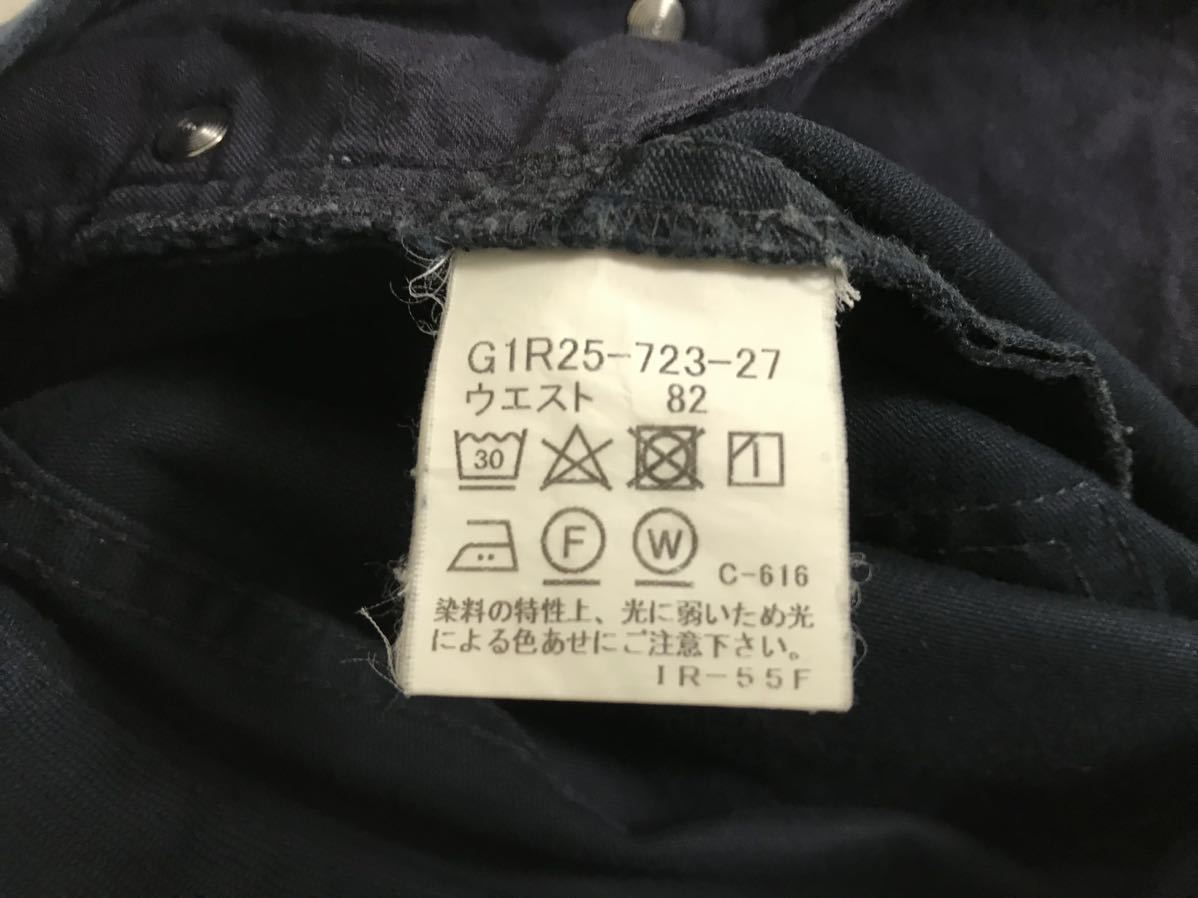 G1R25-723-27
ウエスト 82
30
F W C-616
染料の特性上、光に弱いため光
による色あせにご注意下さい。
IR-55F